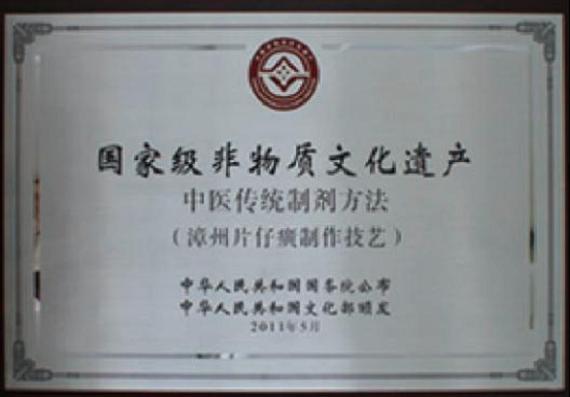 国家级非物质文化遗产
中医传统制剂方法
（漳州片仔癀制作技艺）
中华人民共和国国务院公布
中华人民共和国文化部颁发
2011年5月